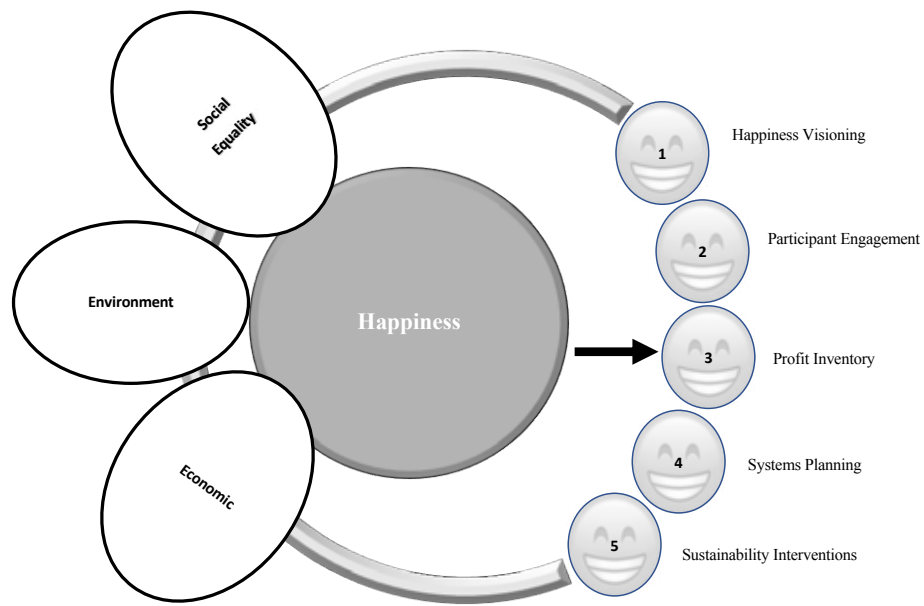 Social
Equality
Environment
Economic
Happiness
1
Happiness Visioning
2
Participant Engagement
3
Profit Inventory
4
Systems Planning
5
Sustainability Interventions